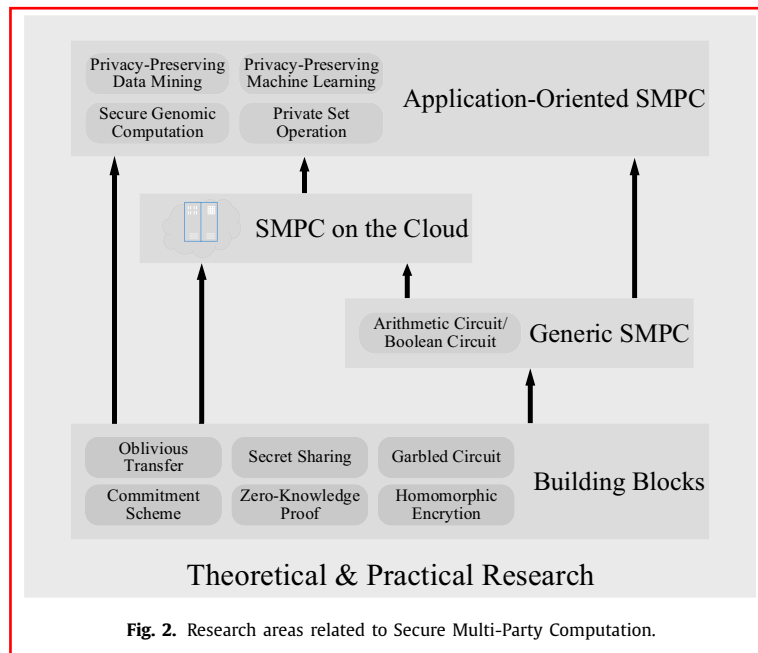 Privacy-Preserving
Data Mining
Privacy-Preserving
Machine Learning
Secure Genomic
Computation
Private Set
Operation
Application-Oriented SMPC
SMPC on the Cloud
Arithmetic Circuit/
Boolean Circuit
Generic SMPC
Oblivious
Transfer
Secret Sharing
Garbled Circuit
Commitment
Scheme
Zero-Knowledge
Proof
Homomorphic
Encrytion
Building Blocks
Theoretical & Practical Research
Fig. 2. Research areas related to Secure Multi-Party Computation.